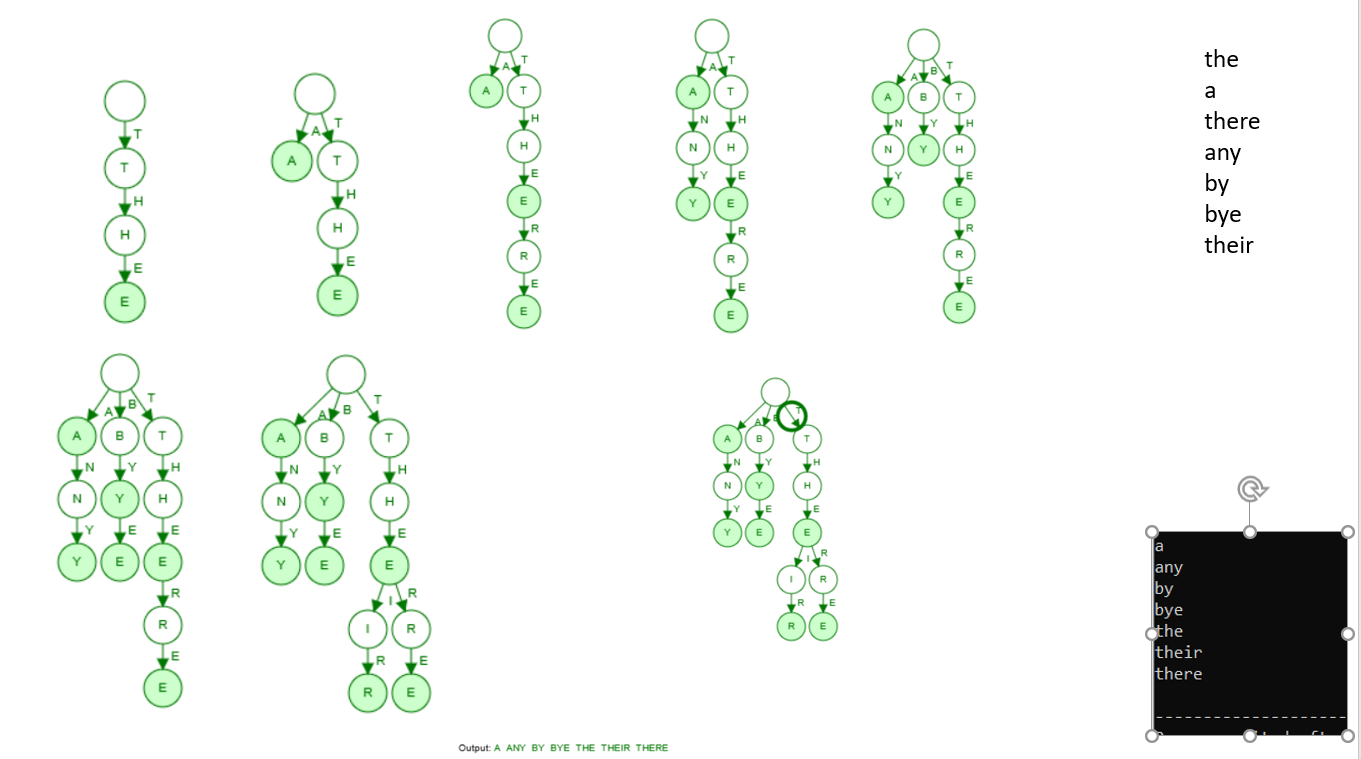 T
T
H
H
E
E
A T
A T
H
H
E
E
A T
A T
H
H
E
E
R
R
E
E
A T
A T
N H
N H
Y E
Y E
R
R
E
E
A B T
A B T
N Y H
N Y H
Y E
Y E
R
R
E
E
the
a
there
any
by
bye
their
A B T
A B T
N Y H
N Y H
Y E E
Y E E
R
R
E
E
A B T
A B T
N Y H
N Y H
Y E E
Y E E
I R
I R
R E
R E
A B T
A B T
N Y H
N Y H
Y E E
Y E E
I R
I R
R E
R E
a
any
by
bye
the
their
there
--------------------
Output: A ANY BY BYE THE THEIR THERE